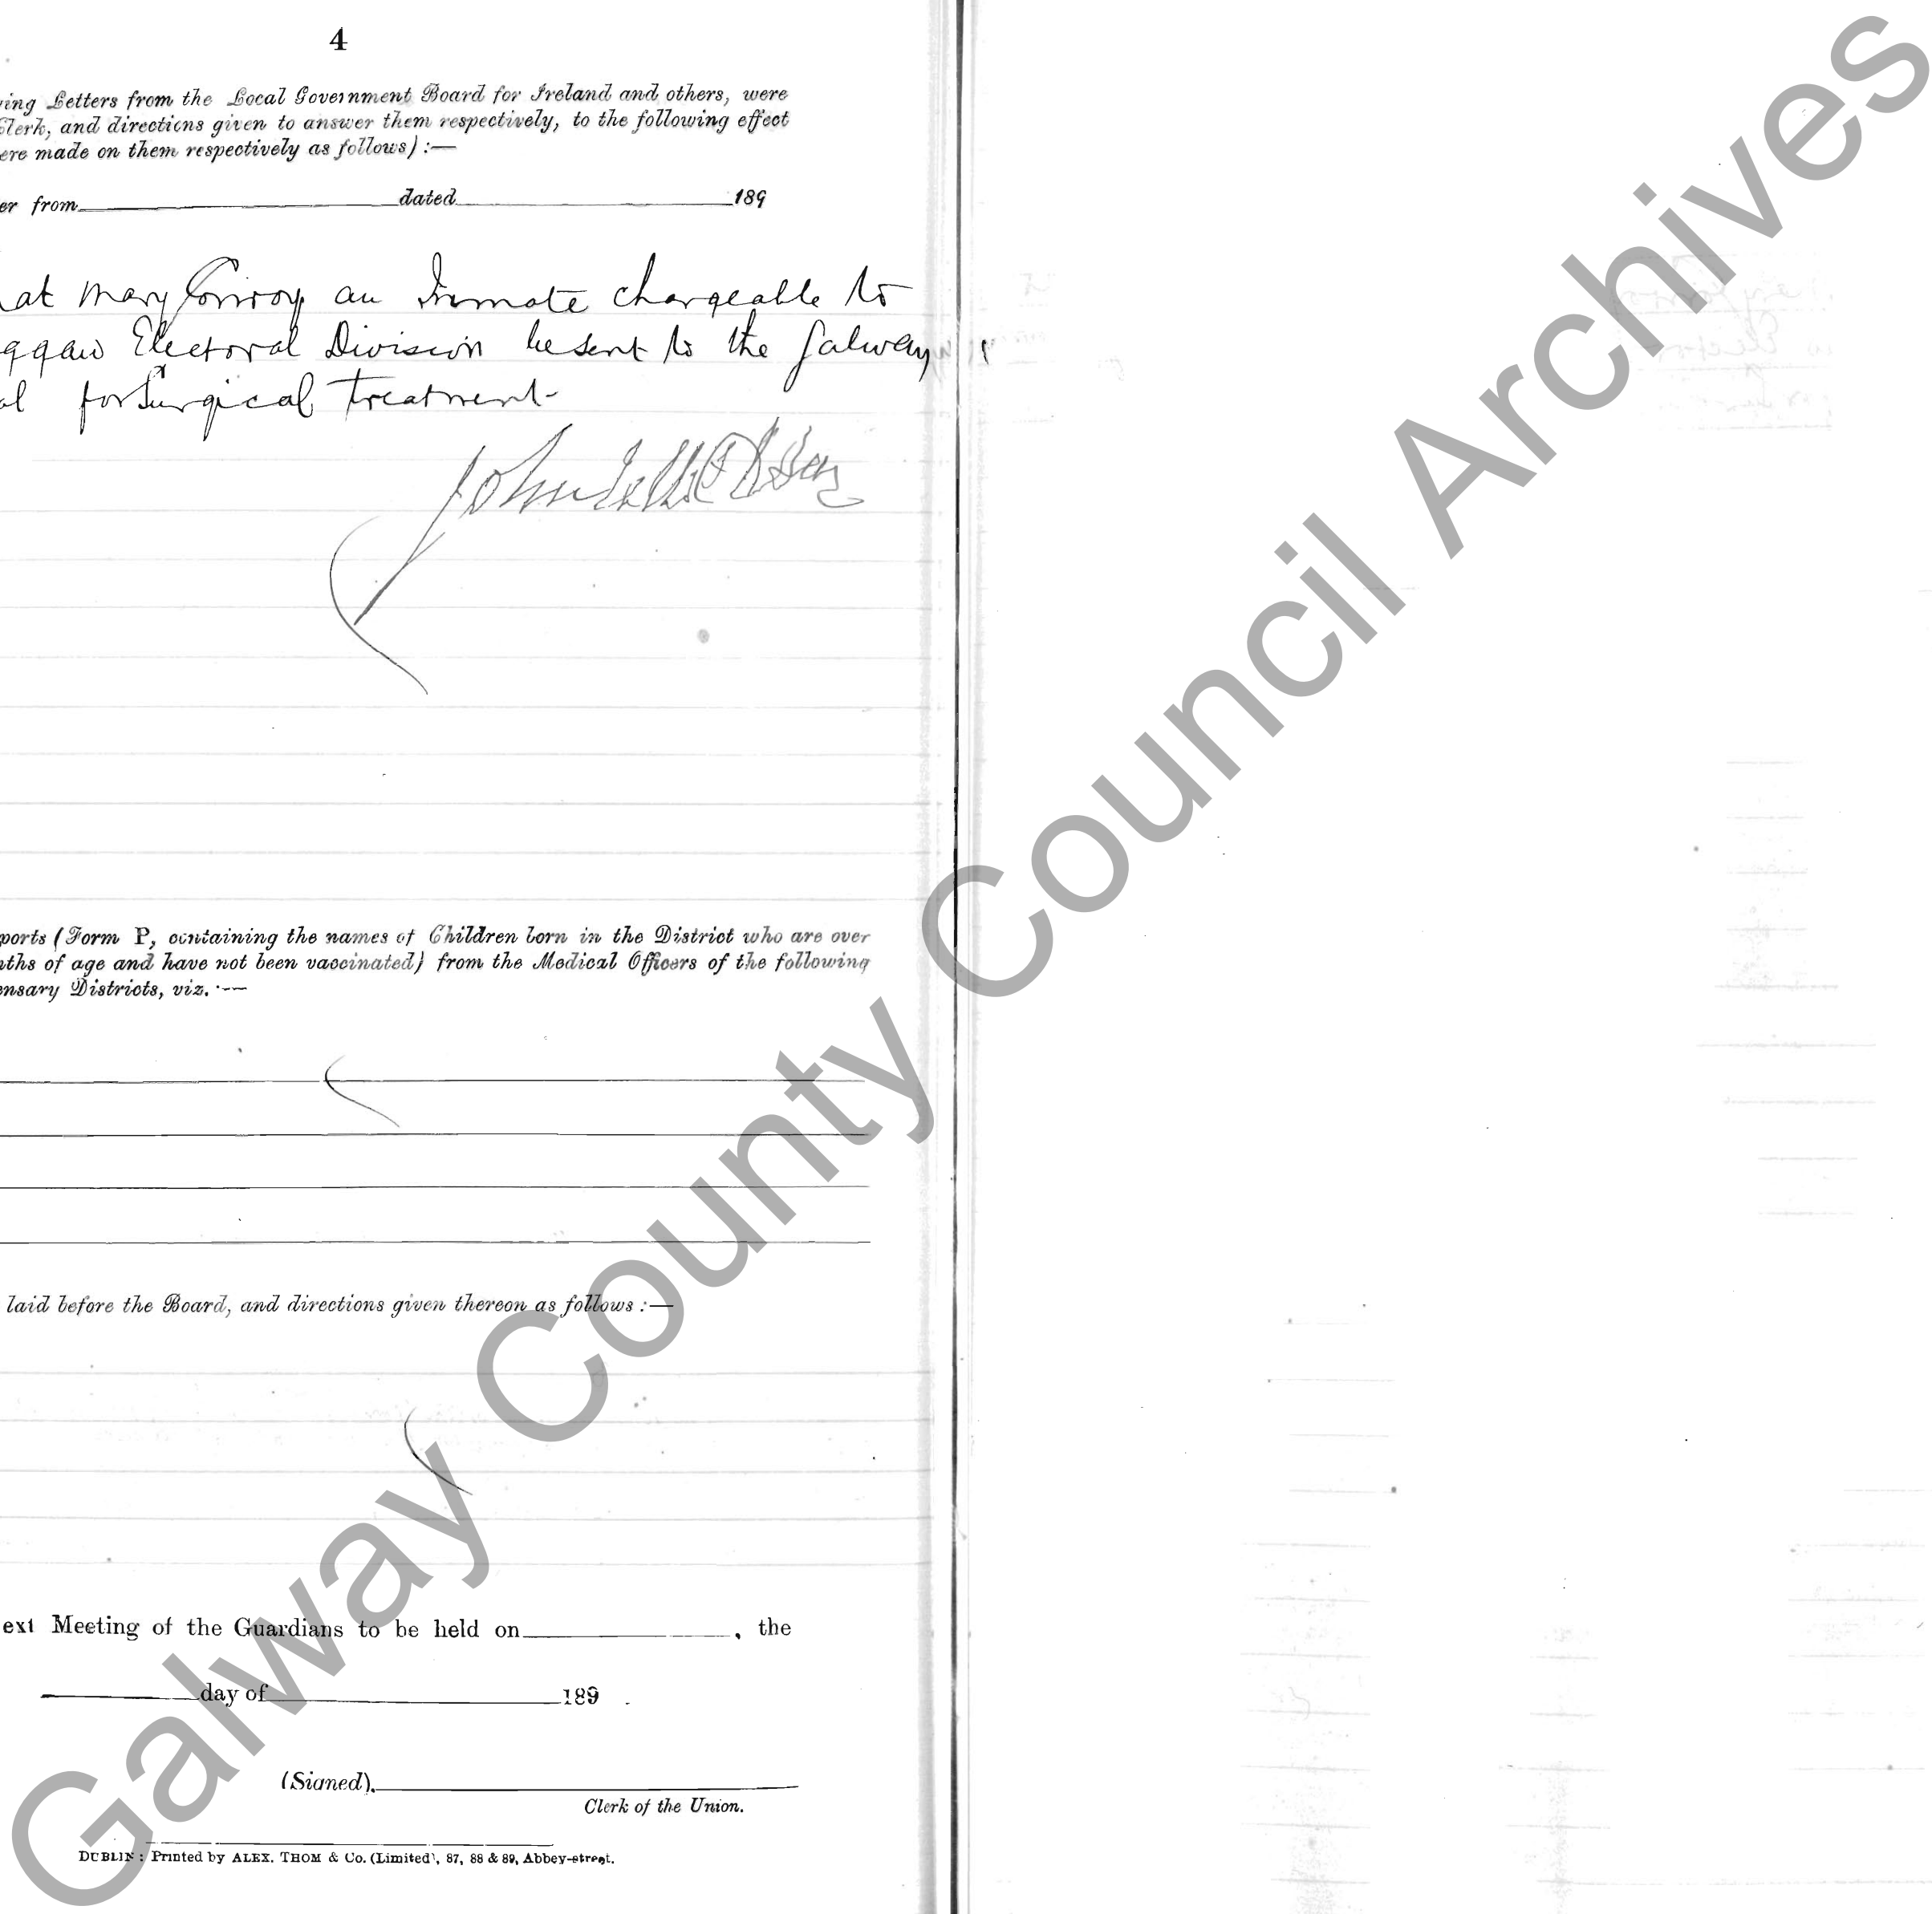 4
ing Letters from the Local Government Board for Ireland and others, were
Clerk, and directions given to answer them respectively, to the following effect
ere made on them respectively as follows) :—
er from dated 189
at Mary Conroy an Inmate chargeable to
Electoral Division be sent to the Galway
al for Surgical Treatment-
John
ports (Form P, containing the names of Children born in the District who are over
ths of age and have not been vaccinated) from the Medical Officers of the following
ensary Districts, viz. :—
laid before the Board, and directions given thereon as follows :—
ext Meeting of the Guardians to be held on , the
day of 189 .
(Signed).
Clerk of the Union.
DUBLIN : Printed by ALEX. THOM & Co. (Limited), 87, 88 & 89, Abbey-street.
Galway County Council Archives